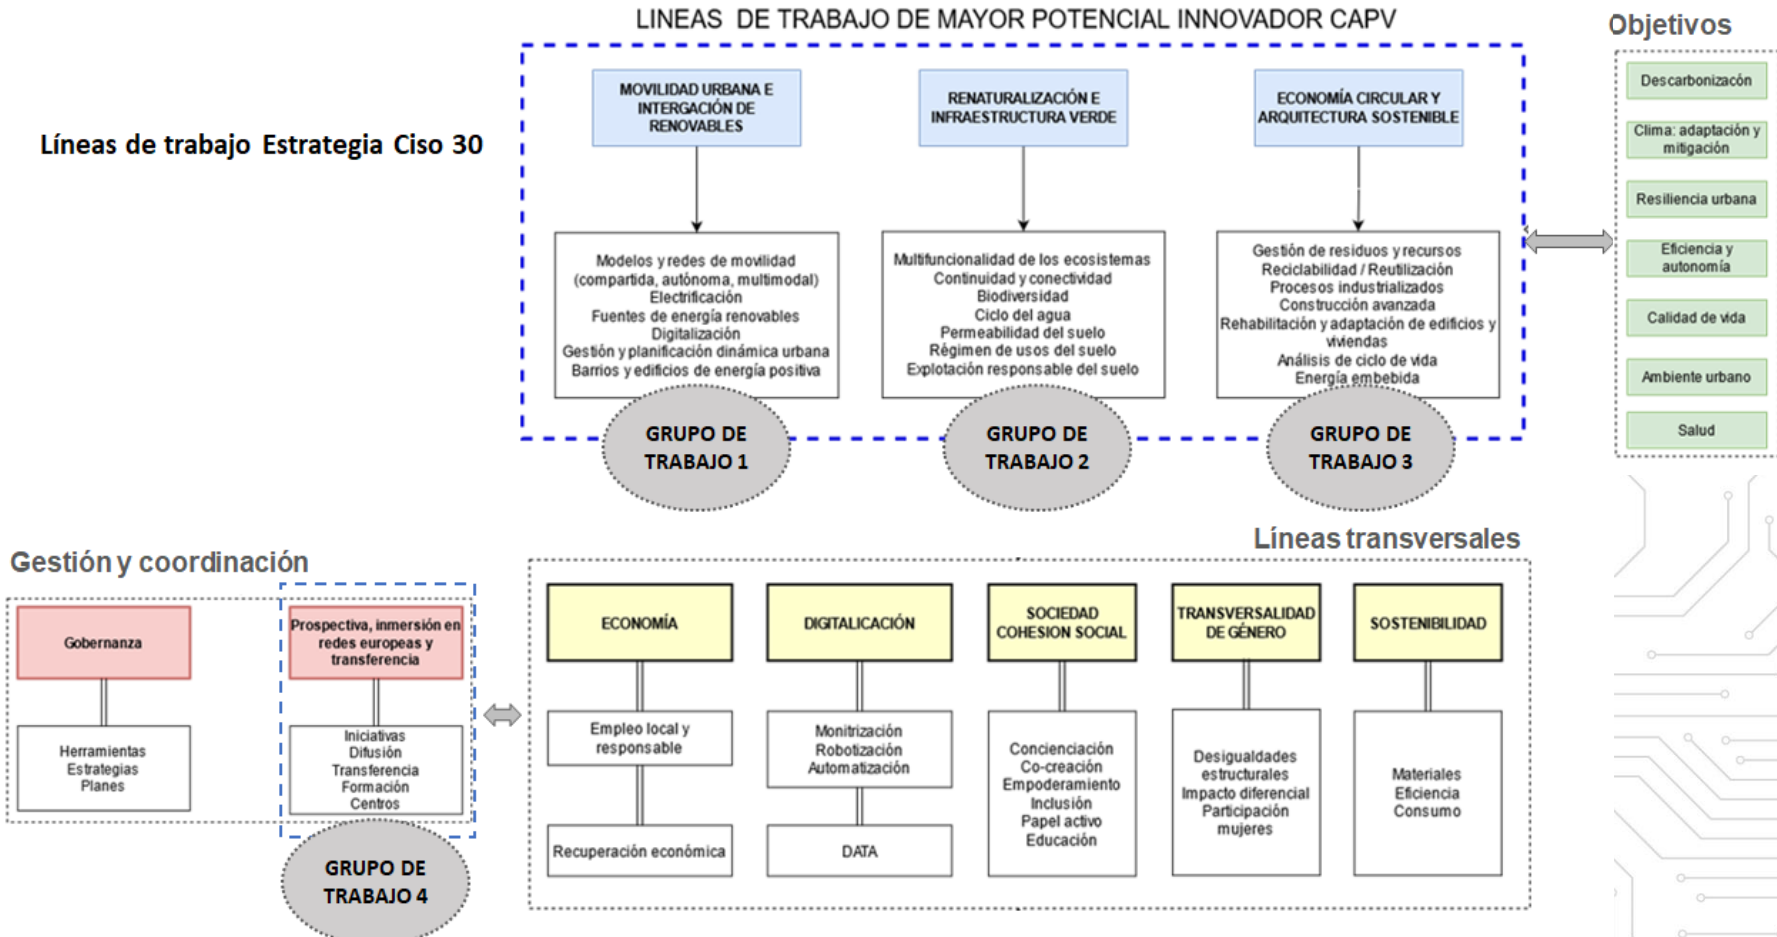 LINEAS DE TRABAJO DE MAYOR POTENCIAL INNOVADOR CAPV
Objetivos
Líneas de trabajo Estrategia Ciso 30
MOVILIDAD URBANA E
INTERGACIÓN DE
RENOVABLES
RENATURALIZACIÓN E
INFRAESTRUCTURA VERDE
ECONOMÍA CIRCULAR Y
ARQUITECTURA SOSTENIBLE
Modelos y redes de movilidad
(compartida, autónoma, multimodal)
Electrificación
Fuentes de energía renovables
Digitalización
Gestión y planificación dinámica urbana
Barrios y edificios de energía positiva
Multifuncionalidad de los ecosistemas
Continuidad y conectividad
Biodiversidad
Ciclo del agua
Permeabilidad del suelo
Régimen de usos del suelo
Explotación responsable del suelo
Gestión de residuos y recursos
Reciclabilidad / Reutilización
Procesos industrializados
Construcción avanzada
Rehabilitación y adaptación de edificios y
viviendas
Análisis de ciclo de vida
Energía embebida
GRUPO DE
TRABAJO 1
GRUPO DE
TRABAJO 2
GRUPO DE
TRABAJO 3
Descarbonizacón
Clima: adaptación y
mitigación
Resiliencia urbana
Eficiencia y
autonomía
Calidad de vida
Ambiente urbano
Salud
Gestión y coordinación
Gobernanza
Herramientas
Estrategias
Planes
Prospectiva, inmersión en
redes europeas y
transferencia
Iniciativas
Difusión
Transferencia
Formación
Centros
GRUPO DE
TRABAJO 4
Líneas transversales
ECONOMÍA
Empleo local y
responsable
Recuperación económica
DIGITALICACIÓN
Monitrización
Robotización
Automatización
DATA
SOCIEDAD
COHESION SOCIAL
Concienciación
Co-creación
Empoderamiento
Inclusión
Papel activo
Educación
TRANSVERSALIDAD
DE GÉNERO
Desigualdades
estructurales
Impacto diferencial
Participación
mujeres
SOSTENIBILIDAD
Materiales
Eficiencia
Consumo